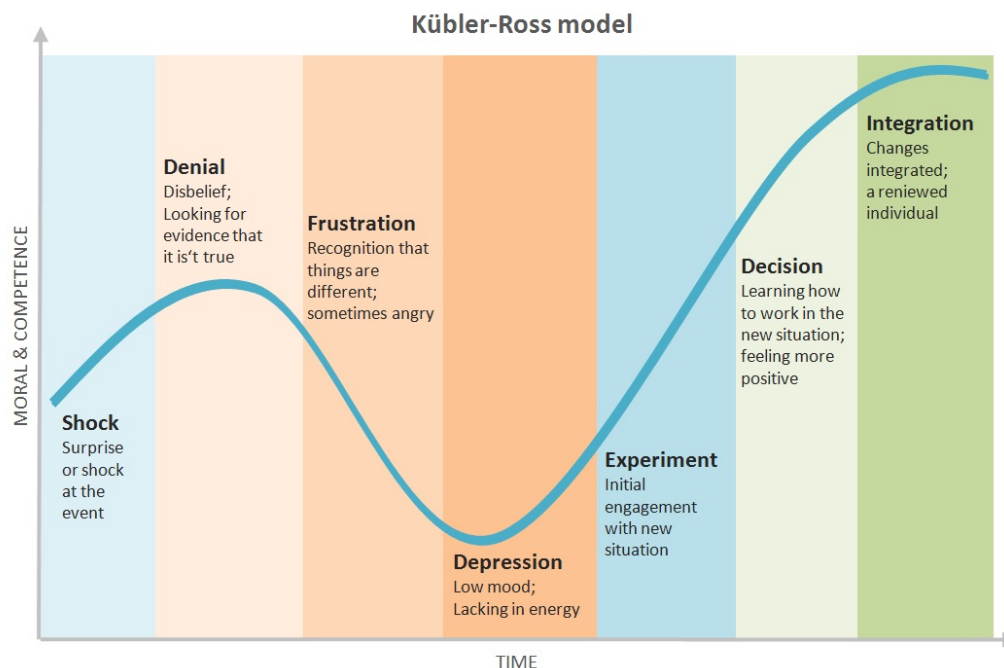 Kübler-Ross model
MORAL & COMPETENCE
Shock
Surprise
or shock
at the
event
Denial
Disbelief;
Looking for
evidence that
it is‘t true
Frustration
Recognition that
things are
different;
sometimes angry
Depression
Low mood;
Lacking in energy
Experiment
Initial
engagement
with new
situation
Decision
Learning how
to work in the
new situation;
feeling more
positive
Integration
Changes
integrated;
a reniewed
individual
TIME